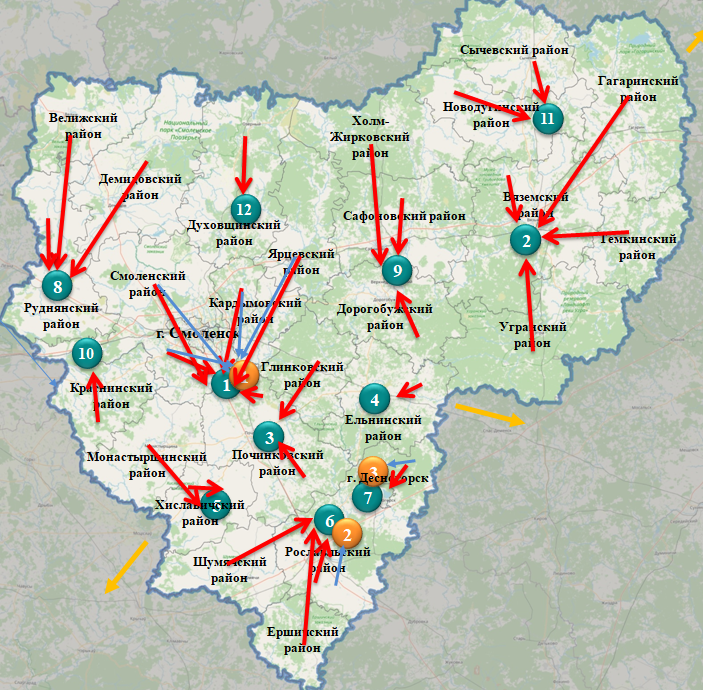 Сычевский район
Гагаринский
район
Новодугинский
район
11
Холм-
Жирковский
район
Велижский
район
Национальный
парк «Смоленское
Поозерье»
Демидовский
район
12
Духовщинский
район
Сафоновский район
Вяземский
район
2
Темкинский
район
Ярцевский
район
9
8
Смоленский
район
Руднянский
район
Кардымовский
район
Дорогобужский
район
Угранский
район
г. Смоленск
10
1
Глинковский
район
Краснинский
район
4
Ельнинский
район
3
Починковский
район
Монастырщинский
район
3
г. Десногорск
7
5
Хиславичский
район
6
2
Рославльский
район
Шумячский
район
Ершичский
район